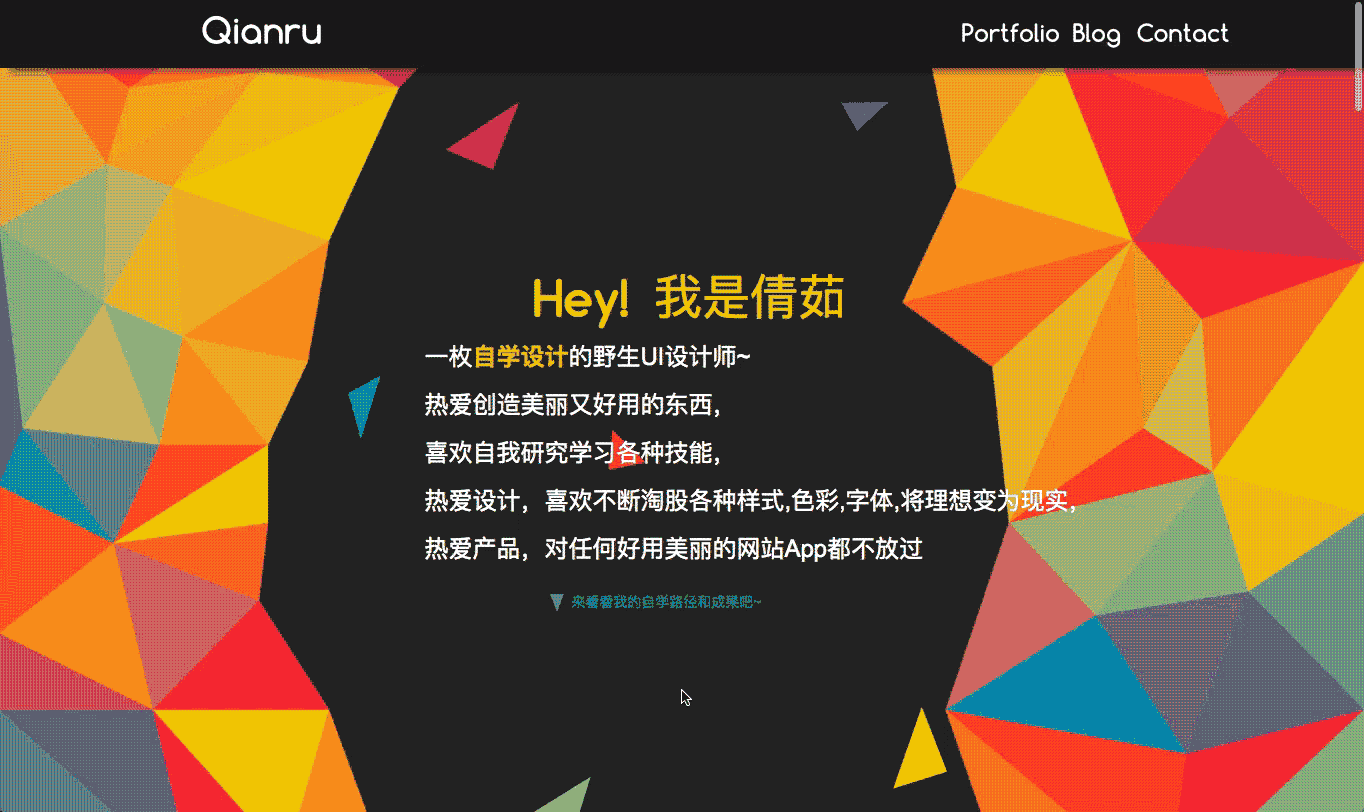 Qianru
Portfolio Blog Contact
Hey! 我是倩茹
一枚自学设计的野生UI设计师~
热爱创造美丽又好用的东西，
喜欢自我研究学习各种技能，
热爱设计，喜欢不断淘股各种样式,色彩,字体,将理想变为现实，
热爱产品，对任何好用美丽的网站App都不放过
来看看我的自学路径和成果吧~